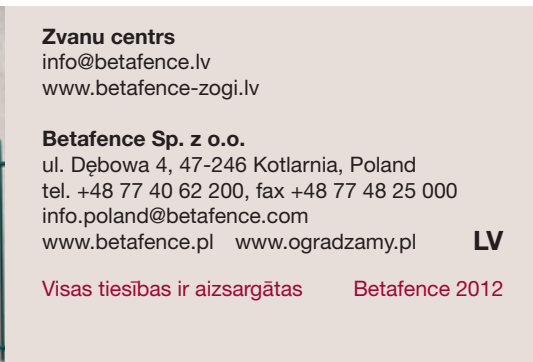 Zvanu centrs
info@betafence.lv
www.betafence-zogi.lv
Betafence Sp. z o.o.
ul. Dębowa 4, 47-246 Kotlarnia, Poland
tel. +48 77 40 62 200, fax +48 77 48 25 000
info.poland@betafence.com
www.betafence.pl www.ogradzamy.pl LV
Visas tiesības ir aizsargātas Betafence 2012